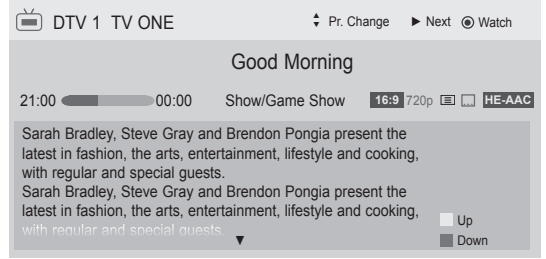 DTV 1 TV ONE Pr. Change Next Watch
Good Morning
21:00 00:00 Show/Game Show 16:9 720p HE-AAC
Sarah Bradley, Steve Gray and Brendon Pongia present the
latest in fashion, the arts, entertainment, lifestyle and cooking,
with regular and special guests.
Sarah Bradley, Steve Gray and Brendon Pongia present the
latest in fashion, the arts, entertainment, lifestyle and cooking,
with regular and special guests.
Up
Down